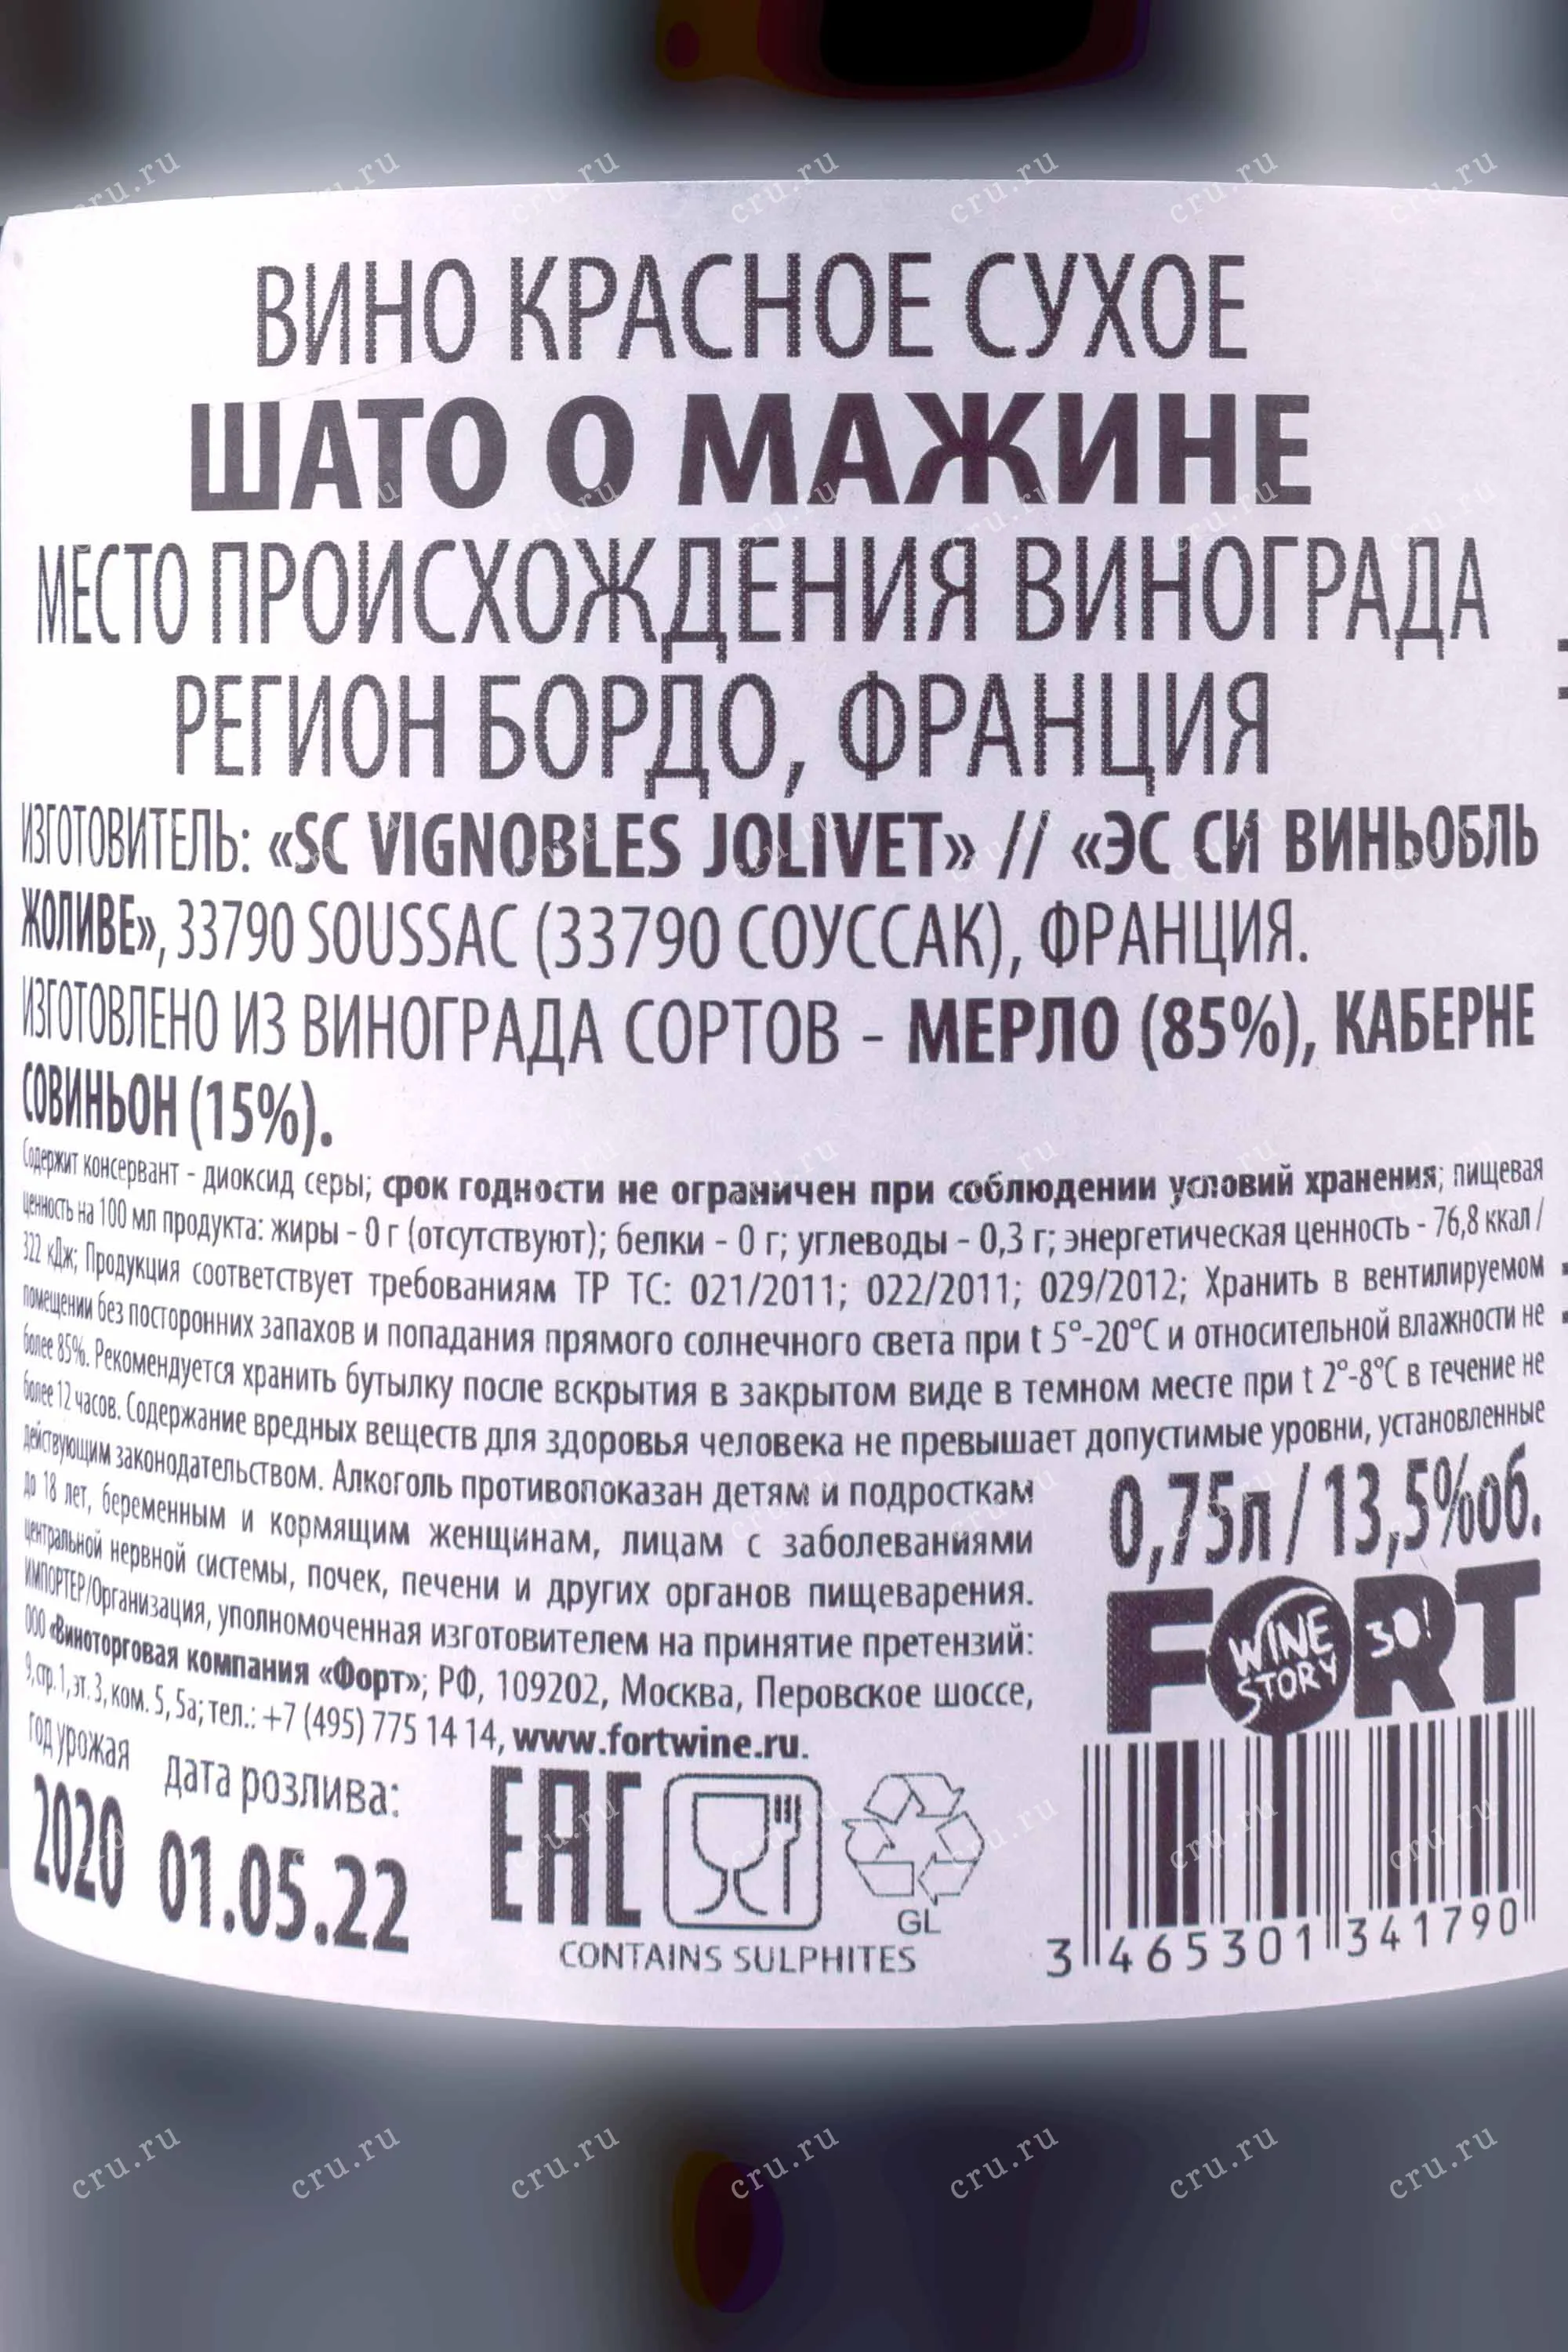 ВИНО КРАСНОЕ СУХОЕ
ШАТО О МАЖИНЕ
МЕСТО ПРОИСХОЖДЕНИЯ ВИНОГРАДА
РЕГИОН БОРДО, ФРАНЦИЯ
ИЗГОТОВИТЕЛЬ: «SC VIGNOBLES JOLIVET» // «ЭС СИ ВИНЬОБЛЬ
ЖОЛИВЕ», 33790 SOUSSAC (33790 СОУССАК), ФРАНЦИЯ.
ИЗГОТОВЛЕНО ИЗ ВИНОГРАДА СОРТОВ - МЕРЛО (85%), КАБЕРНЕ
СОВИНЬОН (15%).
Содержит консервант - диоксид серы; срок годности не ограничен при соблюдении условий хранения; пищевая
ценность на 100 мл продукта: жиры - 0 г (отсутствуют); белки - 0 г; углеводы - 0,3 г; энергетическая ценность - 76,8 ккал /
322 кДж; Продукция соответствует требованиям ТР ТС: 021/2011; 022/2011; 029/2012; Хранить в вентилируемом
помещении без посторонних запахов и попадания прямого солнечного света при t 5°-20°C и относительной влажности не
более 85%. Рекомендуется хранить бутылку после вскрытия в закрытом виде в темном месте при t 2°-8°C в течение не
более 12 часов. Содержание вредных веществ для здоровья человека не превышает допустимые уровни, установленные
действующим законодательством. Алкоголь противопоказан детям и подросткам
до 18 лет, беременным и кормящим женщинам, лицам с заболеваниями
центральной нервной системы, почек, печени и других органов пищеварения.
ИМПОРТЕР/Организация, уполномоченная изготовителем на принятие претензий:
ООО «Виноторговая компания «Форт»; РФ, 109202, Москва, Перовское шоссе,
9, стр. 1, эт. 3, ком. 5, 5а; тел.: +7 (495) 775 14 14, www.fortwine.ru.
0,75л / 13,5%об.
FORT
WINE
STORY
30!
год урожая
2020
дата розлива:
01.05.22
EAC
GL
CONTAINS SULPHITES
3 465301 341790
cru.ru